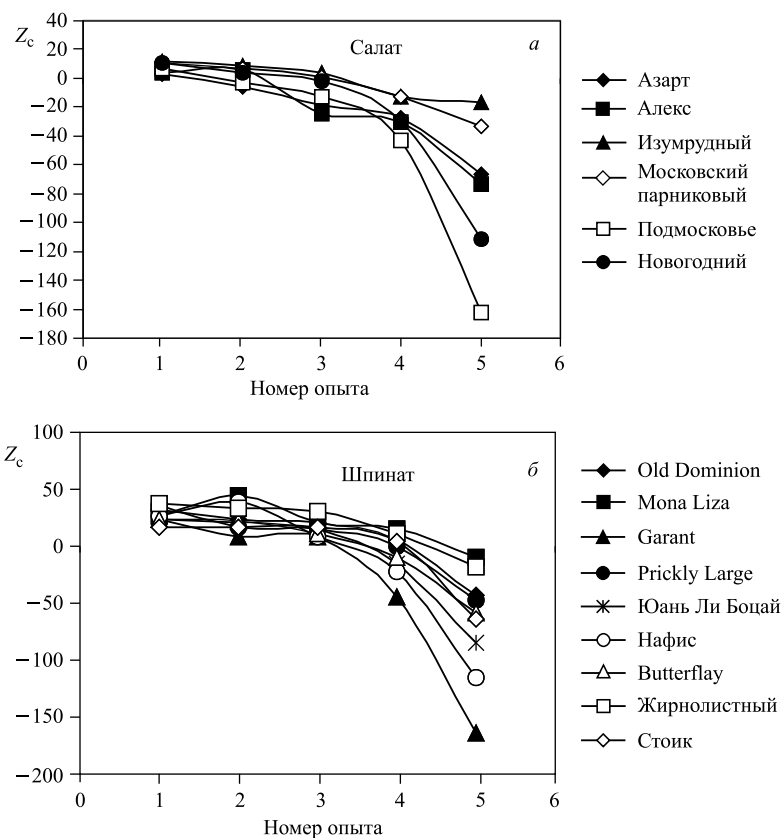 40
Zc
20
0
−20
−40
−60
−80
−100
−120
−140
−160
−180
Салат
а
0
1
2
3
4
5
6
Номер опыта
Азарт
Алекс
Изумрудный
Московский
парниковый
Подмосковье
Новогодний
100
Zc
50
0
−50
−100
−150
−200
Шпинат
б
0
1
2
3
4
5
6
Номер опыта
Old Dominion
Mona Liza
Garant
Prickly Large
Юань Ли Боцай
Нафис
Butterflay
Жирнолистный
Стоик